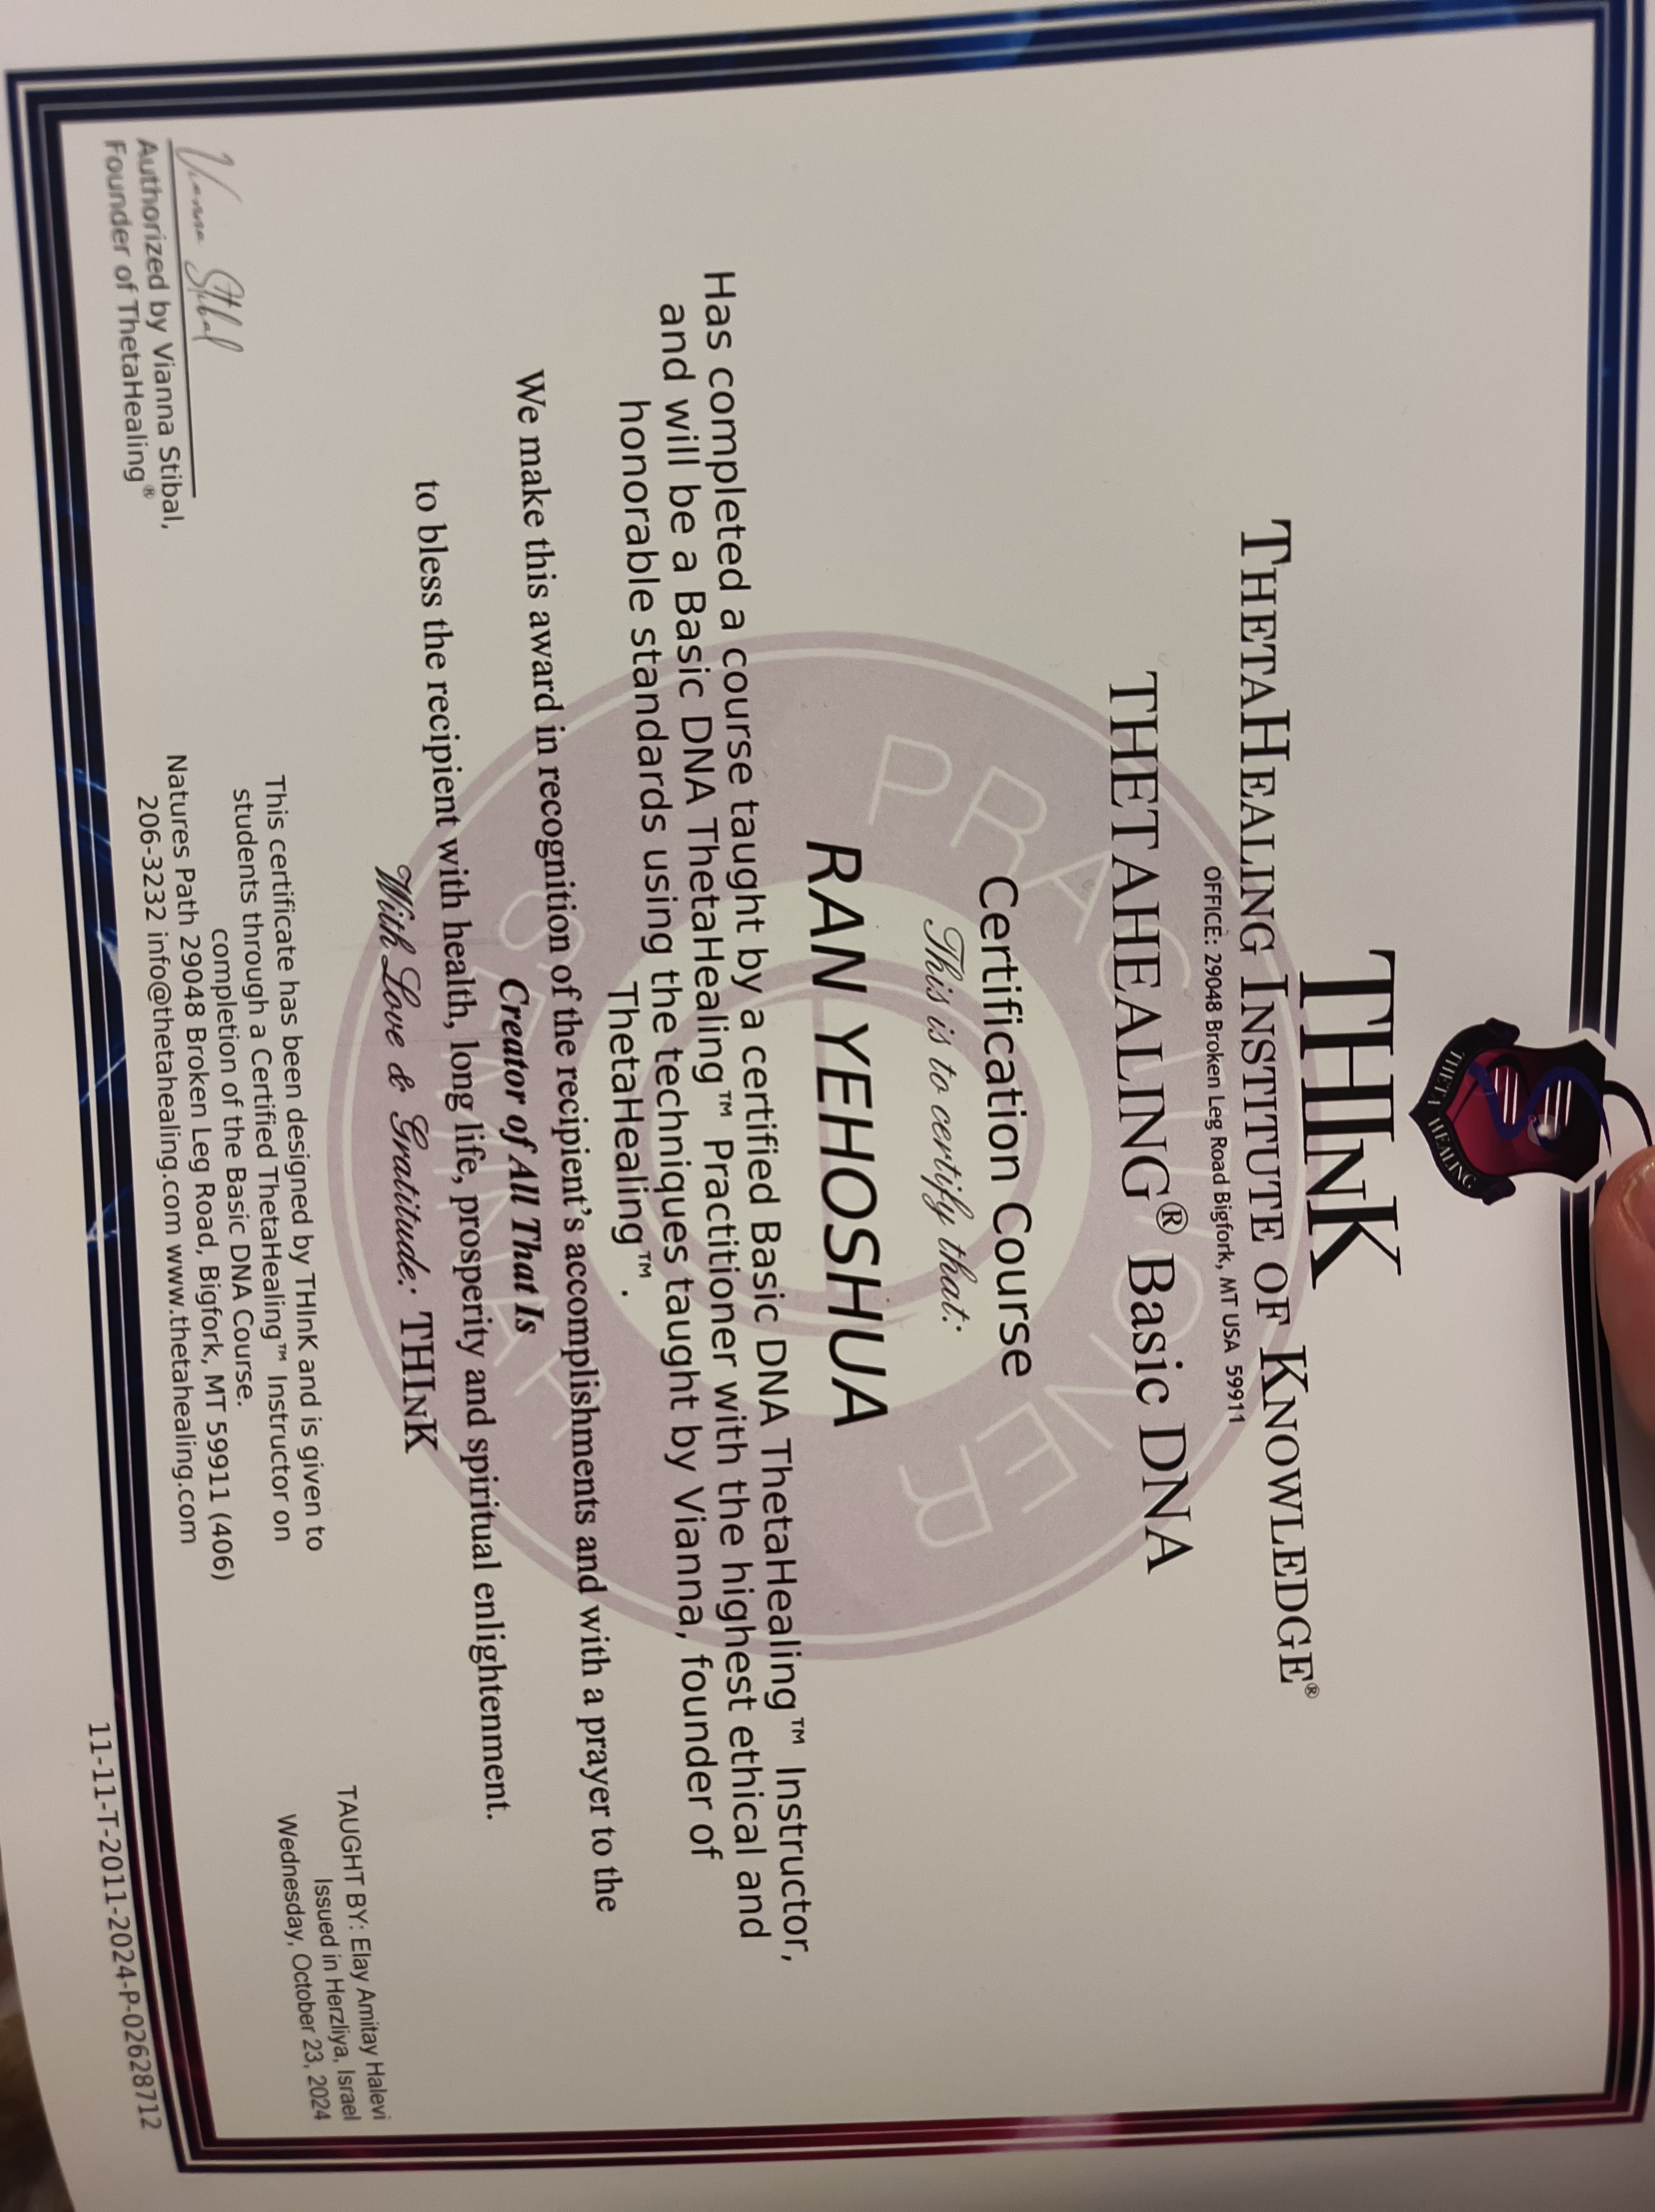 THETA HEALING
THINK
THETAHEALING INSTITUTE OF KNOWLEDGE®
OFFICE: 29048 Broken Leg Road Bigfork, MT USA 59911
THETAHEALING® Basic DNA
Certification Course
This is to certify that:
RAN YEHOSHUA
Has completed a course taught by a certified Basic DNA ThetaHealing™ Instructor,
and will be a Basic DNA ThetaHealing™ Practitioner with the highest ethical and
honorable standards using the techniques taught by Vianna, founder of
ThetaHealing™.
We make this award in recognition of the recipient's accomplishments and with a prayer to the
Creator of All That Is
to bless the recipient with health, long life, prosperity and spiritual enlightenment.
With Love & Gratitude: THINK
PRACTITIONER
SEMINAR
Vianna Stibal
Authorized by Vianna Stibal,
Founder of ThetaHealing®
This certificate has been designed by THInK and is given to
students through a Certified ThetaHealing™ Instructor on
completion of the Basic DNA Course.
Natures Path 29048 Broken Leg Road, Bigfork, MT 59911 (406)
206-3232 info@thetahealing.com www.thetahealing.com
TAUGHT BY: Elay Amitay Halevi
Issued in Herzliya, Israel
Wednesday, October 23, 2024
11-11-T-2011-2024-P-02628712